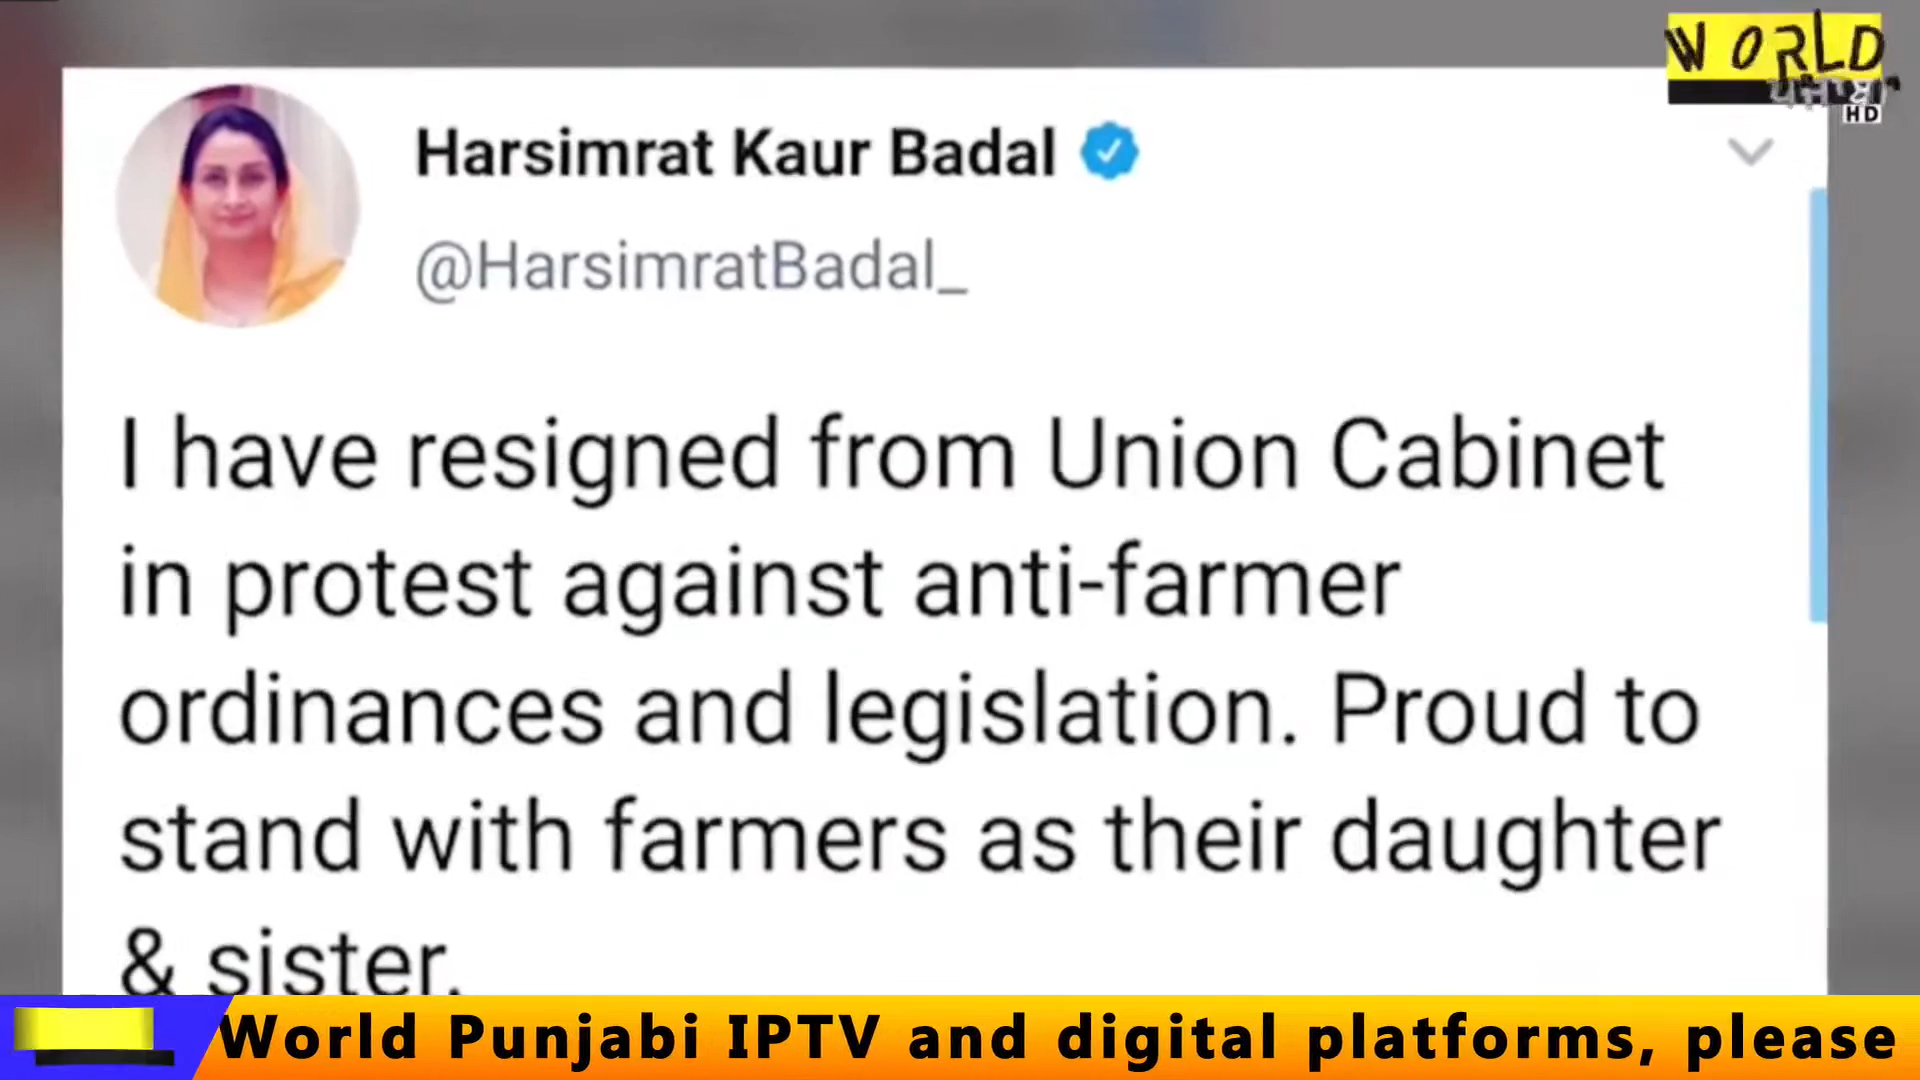 WORLD
HD
Harsimrat Kaur Badal
@HarsimratBadal_
I have resigned from Union Cabinet
in protest against anti-farmer
ordinances and legislation. Proud to
stand with farmers as their daughter
& sister.
World Punjabi IPTV and digital platforms, please